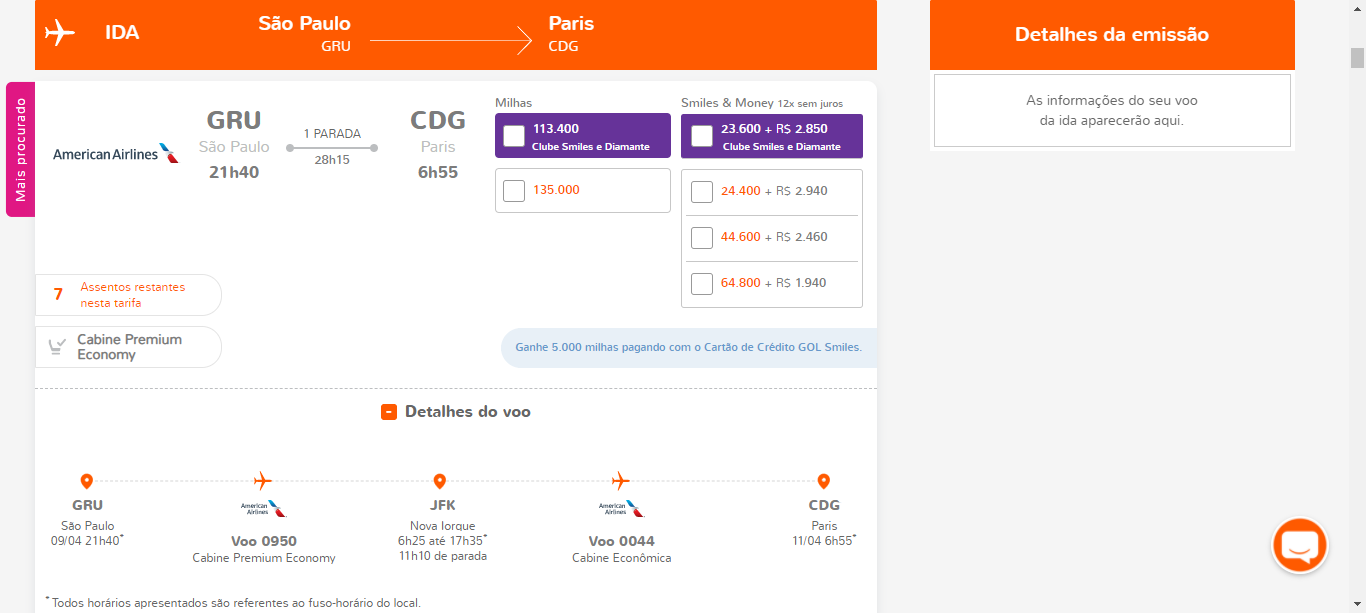 IDA
São Paulo
GRU
Paris
CDG
Detalhes da emissão
As informações do seu voo
da ida aparecerão aqui.
Mais procurado
American Airlines
GRU
São Paulo
21h40
1 PARADA
28h15
CDG
Paris
6h55
Milhas
113.400
Clube Smiles e Diamante
135.000
Smiles & Money 12x sem juros
23.600 + R$ 2.850
Clube Smiles e Diamante
24.400 + R$ 2.940
44.600 + R$ 2.460
64.800 + R$ 1.940
7
Assentos restantes
nesta tarifa
Cabine Premium
Economy
Ganhe 5.000 milhas pagando com o Cartão de Crédito GOL Smiles.
Detalhes do voo
GRU
São Paulo
09/04 21h40*
American
Airlines
Voo 0950
Cabine Premium Economy
JFK
Nova Iorque
6h25 até 17h35*
11h10 de parada
American
Airlines
Voo 0044
Cabine Econômica
CDG
Paris
11/04 6h55*
* Todos horários apresentados são referentes ao fuso-horário do local.